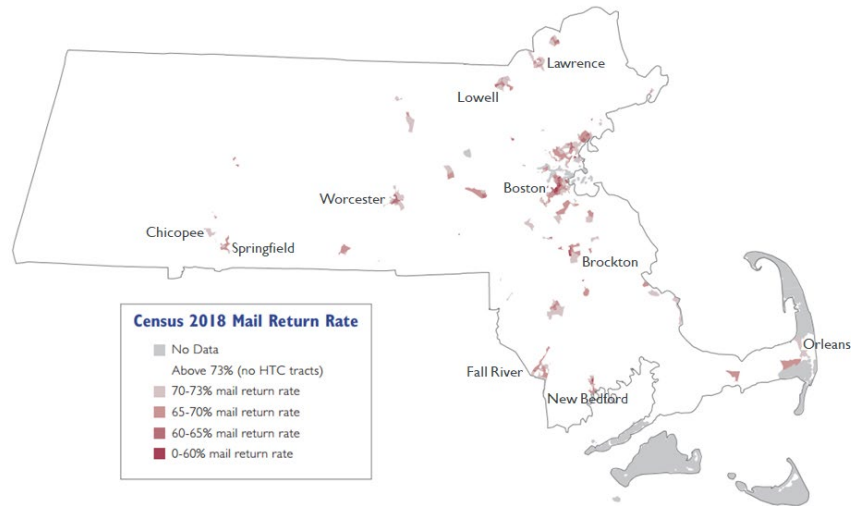 Lawrence
Lowell
Boston
Worcester
Chicopee
Springfield
Brockton
Census 2018 Mail Return Rate
No Data
Above 73% (no HTC tracts)
70-73% mail return rate
65-70% mail return rate
60-65% mail return rate
0-60% mail return rate
Orleans
Fall River
New Bedford